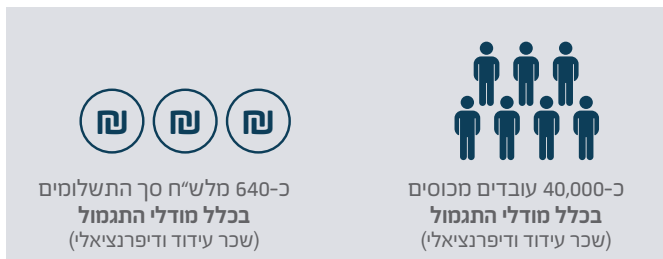 כ-40,000 עובדים מכוסים
בכלל מודלי התגמול
(שכר עידוד ודיפרנציאלי)
₪ ₪ ₪
כ-640 מלש״ח סך התשלומים
בכלל מודלי התגמול
(שכר עידוד ודיפרנציאלי)